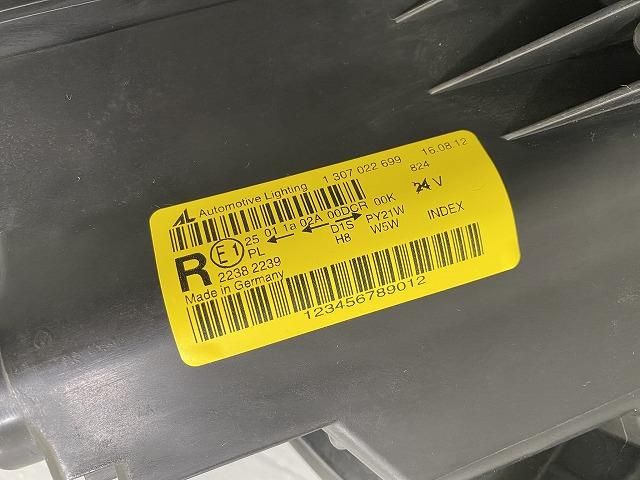 AL Automotive Lighting 1 307 022 699 16.08.12
824
24 V
R E1 25 01 1a 02A 00DCR 00K
PL D1S PY21W INDEX
H8 W5W
2238 2239
Made in Germany
123456789012